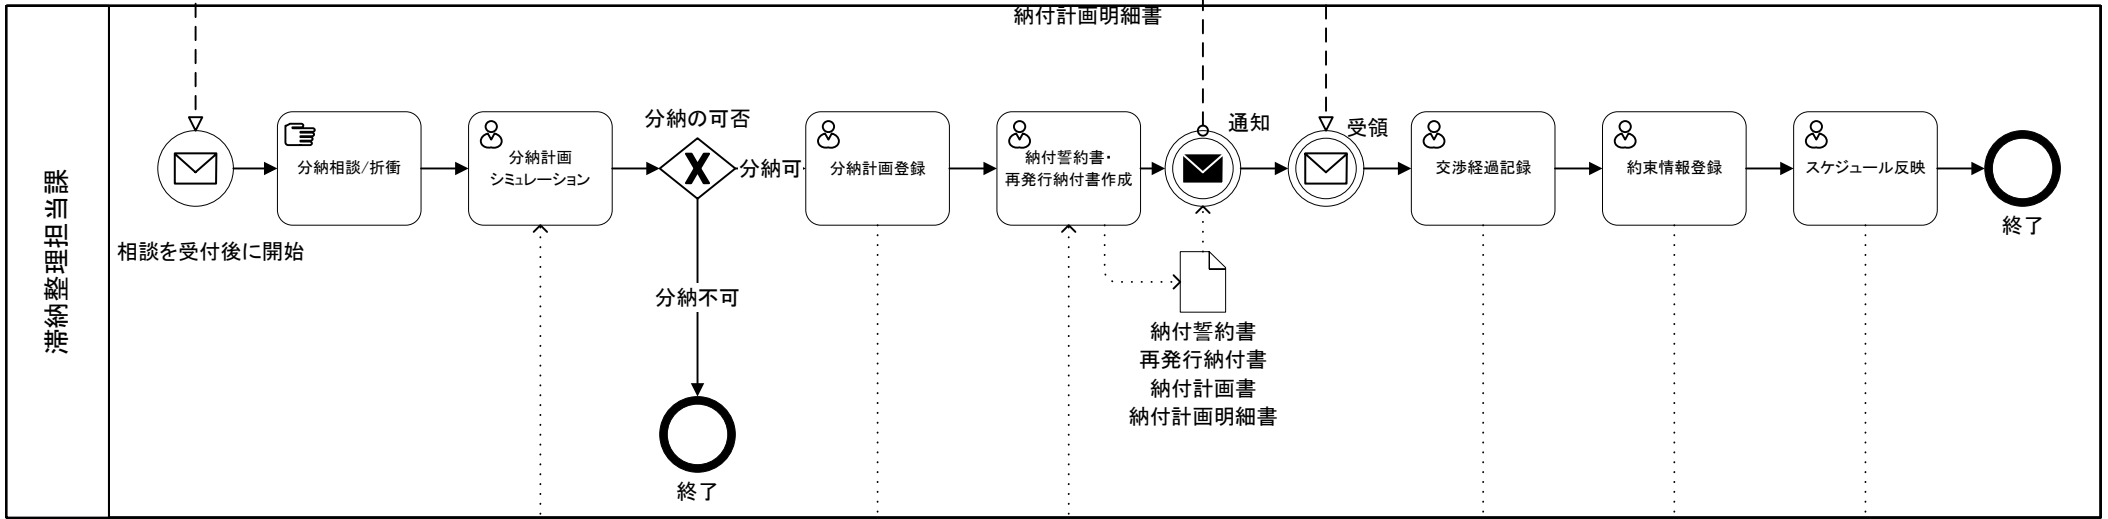 納付計画明細書
滞納整理担当課
相談を受付後に開始
分納相談/折衝
分納計画
シミュレーション
分納の可否
分納可
分納不可
終了
分納計画登録
納付誓約書・
再発行納付書作成
通知
納付誓約書
再発行納付書
納付計画書
納付計画明細書
受領
交渉経過記録
約束情報登録
スケジュール反映
終了